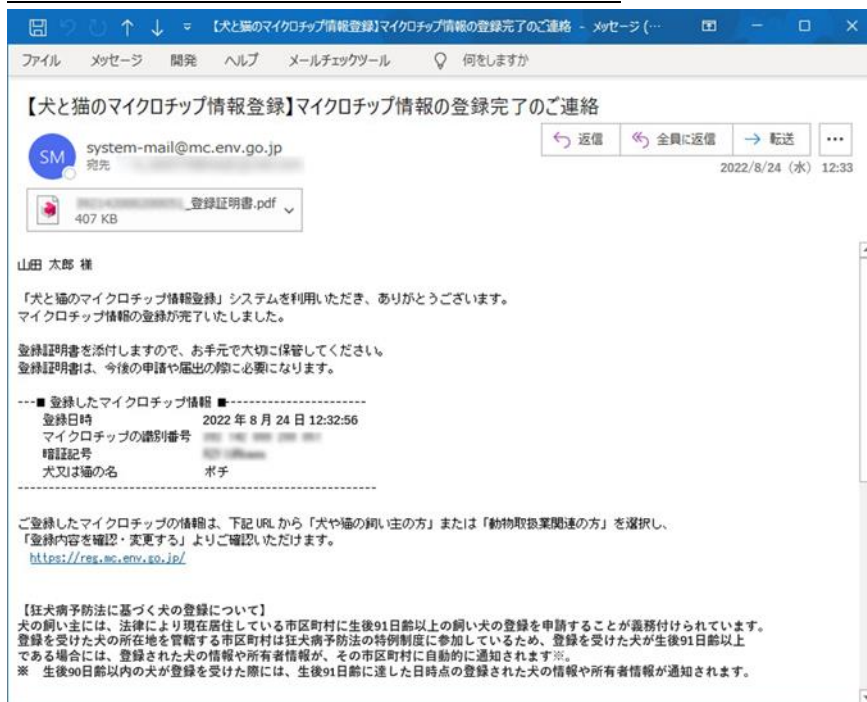 【犬と猫のマイクロチップ情報登録】マイクロチップ情報の登録完了のご連絡 - メッセージ (…
ファイル メッセージ 開発 ヘルプ メールチェックツール 何をしますか
【犬と猫のマイクロチップ情報登録】マイクロチップ情報の登録完了のご連絡
SM
system-mail@mc.env.go.jp
宛先
返信 全員に返信 転送 …
2022/8/24 (水) 12:33
_登録証明書.pdf
407 KB
山田 太郎 様
「犬と猫のマイクロチップ情報登録」システムを利用いただき、ありがとうございます。
マイクロチップ情報の登録が完了いたしました。
登録証明書を添付しますので、お手元で大切に保管してください。
登録証明書は、今後の申請や届出の際に必要になります。
---■ 登録したマイクロチップ情報 ■-----------------------
登録日時 2022 年 8 月 24 日 12:32:56
マイクロチップの識別番号
暗証記号
犬又は猫の名 ポチ
------------------------------------------------------
ご登録したマイクロチップの情報は、下記 URL から「犬や猫の飼い主の方」または「動物取扱業関連の方」を選択し、
「登録内容を確認・変更する」よりご確認いただけます。
https://reg.mc.env.go.jp/
【狂犬病予防法に基づく犬の登録について】
犬の飼い主には、法律により現在居住している市区町村に生後91日齢以上の飼い犬の登録を申請することが義務付けられています。
登録を受けた犬の所在地を管轄する市区町村は狂犬病予防法の特例制度に参加しているため、登録を受けた犬が生後91日齢以上
である場合には、登録された犬の情報や所有者情報が、その市区町村に自動的に通知されます※。
※ 生後90日齢以内の犬が登録を受けた際には、生後91日齢に達した日時点の登録された犬の情報や所有者情報が通知されます。